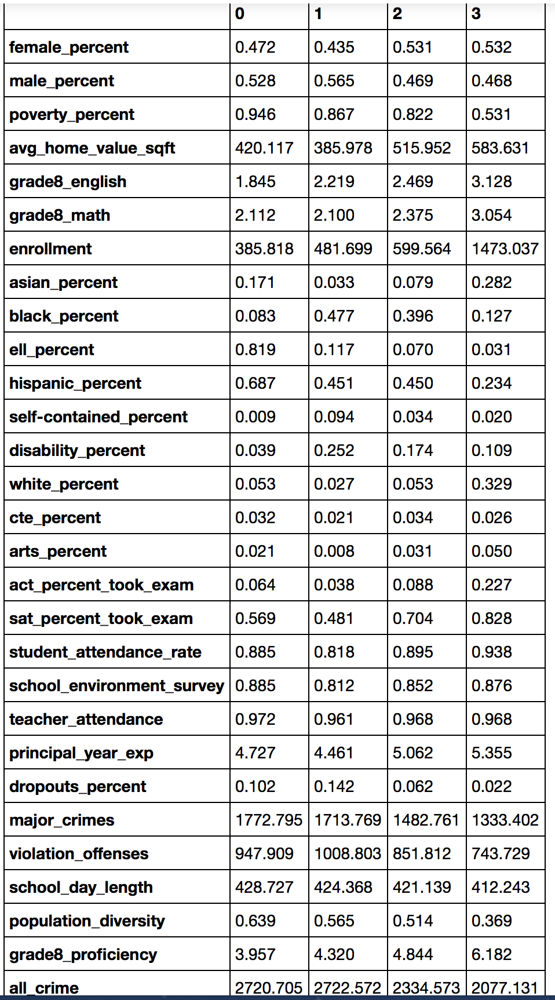 0 1 2 3
female_percent 0.472 0.435 0.531 0.532
male_percent 0.528 0.565 0.469 0.468
poverty_percent 0.946 0.867 0.822 0.531
avg_home_value_sqft 420.117 385.978 515.952 583.631
grade8_english 1.845 2.219 2.469 3.128
grade8_math 2.112 2.100 2.375 3.054
enrollment 385.818 481.699 599.564 1473.037
asian_percent 0.171 0.033 0.079 0.282
black_percent 0.083 0.477 0.396 0.127
ell_percent 0.819 0.117 0.070 0.031
hispanic_percent 0.687 0.451 0.450 0.234
self-contained_percent 0.009 0.094 0.034 0.020
disability_percent 0.039 0.252 0.174 0.109
white_percent 0.053 0.027 0.053 0.329
cte_percent 0.032 0.021 0.034 0.026
arts_percent 0.021 0.008 0.031 0.050
act_percent_took_exam 0.064 0.038 0.088 0.227
sat_percent_took_exam 0.569 0.481 0.704 0.828
student_attendance_rate 0.885 0.818 0.895 0.938
school_environment_survey 0.885 0.812 0.852 0.876
teacher_attendance 0.972 0.961 0.968 0.968
principal_year_exp 4.727 4.461 5.062 5.355
dropouts_percent 0.102 0.142 0.062 0.022
major_crimes 1772.795 1713.769 1482.761 1333.402
violation_offenses 947.909 1008.803 851.812 743.729
school_day_length 428.727 424.368 421.139 412.243
population_diversity 0.639 0.565 0.514 0.369
grade8_proficiency 3.957 4.320 4.844 6.182
all_crime 2720.705 2722.572 2334.573 2077.131